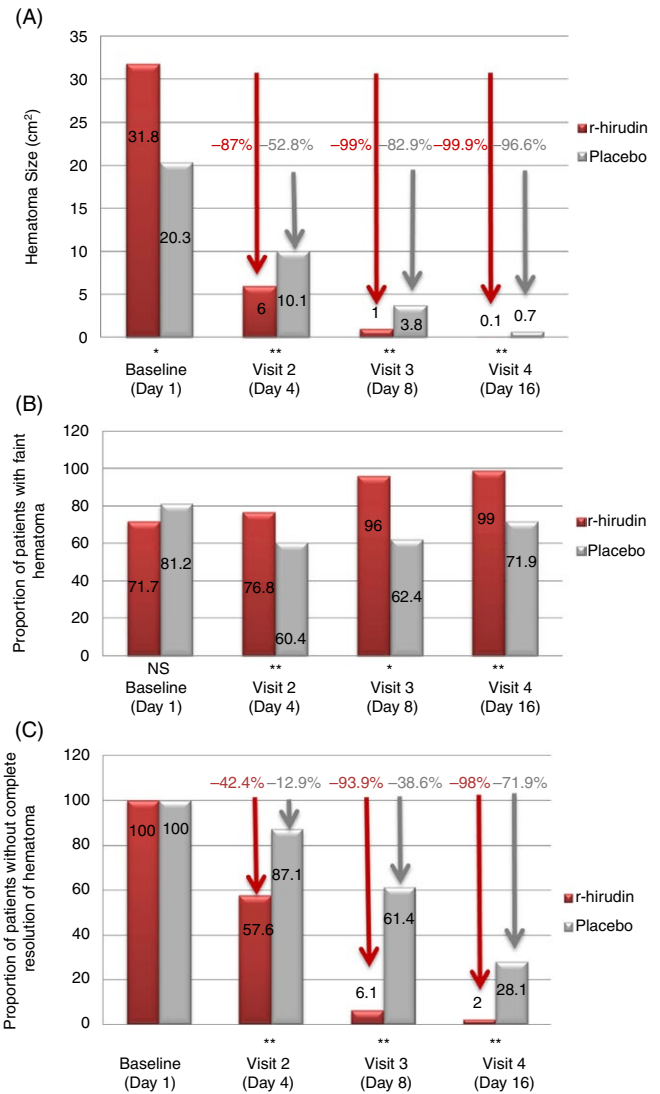 (A)
Hematoma Size (cm²)
35
30
25
20
15
10
5
0
31.8
20.3
–87% –52.8%
6
10.1
–99% –82.9%
1
3.8
–99.9% –96.6%
0.1
0.7
r-hirudin
Placebo
* ** ** **
Baseline Visit 2 Visit 3 Visit 4
(Day 1) (Day 4) (Day 8) (Day 16)
(B)
Proportion of patients with faint
hematoma
120
100
80
60
40
20
0
71.7
81.2
76.8
60.4
96
62.4
99
71.9
r-hirudin
Placebo
NS ** * **
Baseline Visit 2 Visit 3 Visit 4
(Day 1) (Day 4) (Day 8) (Day 16)
(C)
Proportion of patients without complete
resolution of hematoma
120
100
80
60
40
20
0
100
100
–42.4% –12.9%
57.6
87.1
–93.9% –38.6%
6.1
61.4
–98% –71.9%
2
28.1
r-hirudin
Placebo
** ** **
Baseline Visit 2 Visit 3 Visit 4
(Day 1) (Day 4) (Day 8) (Day 16)